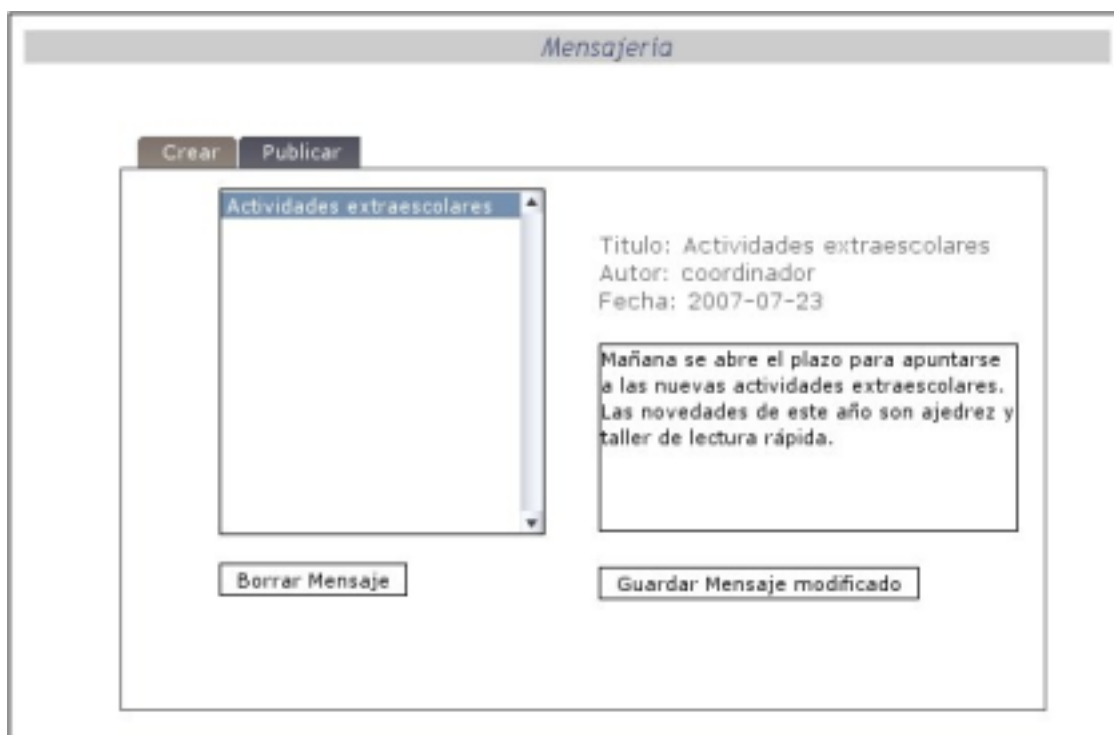 Mensajería
Crear Publicar
Actividades extraescolares
Titulo: Actividades extraescolares
Autor: coordinador
Fecha: 2007-07-23
Mañana se abre el plazo para apuntarse
a las nuevas actividades extraescolares.
Las novedades de este año son ajedrez y
taller de lectura rápida.
Borrar Mensaje
Guardar Mensaje modificado